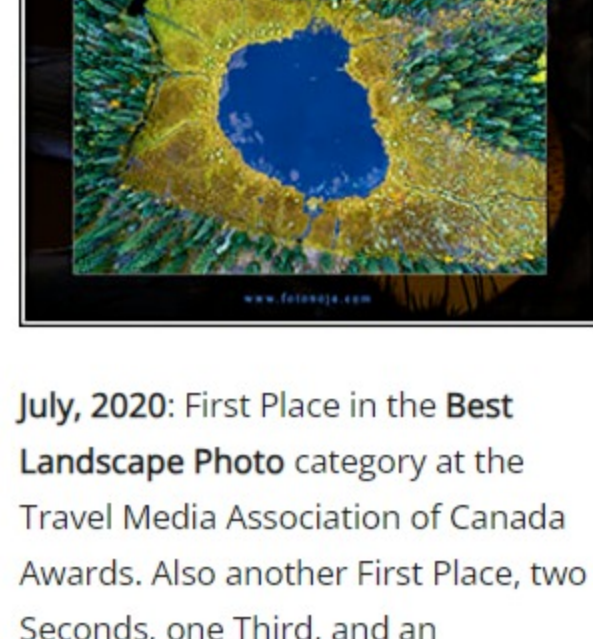 www.fotonoja.com
July, 2020: First Place in the Best
Landscape Photo category at the
Travel Media Association of Canada
Awards. Also another First Place, two
Seconds, one Third, and an